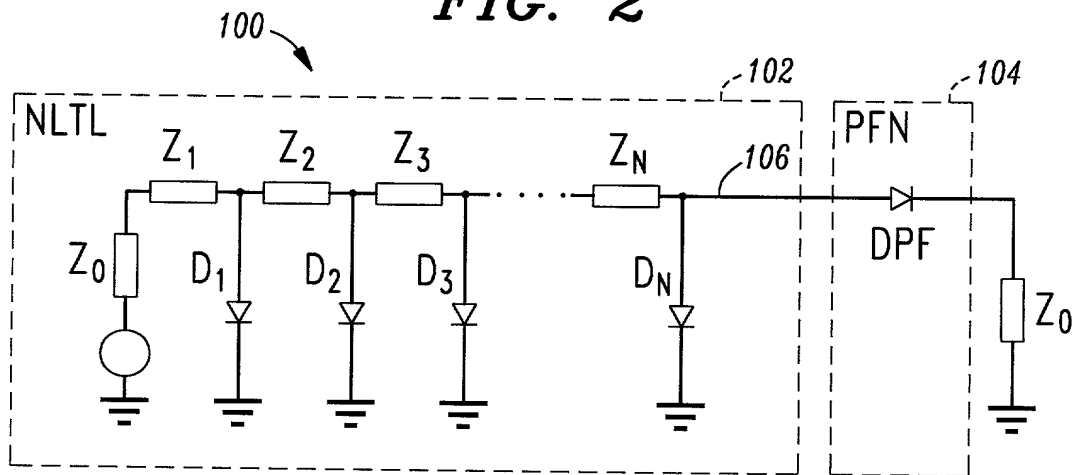 FIG. 2
100
102
104
NLTL
PFN
Z1
Z2
Z3
ZN
106
Z0
D1
D2
D3
DN
DPF
Z0